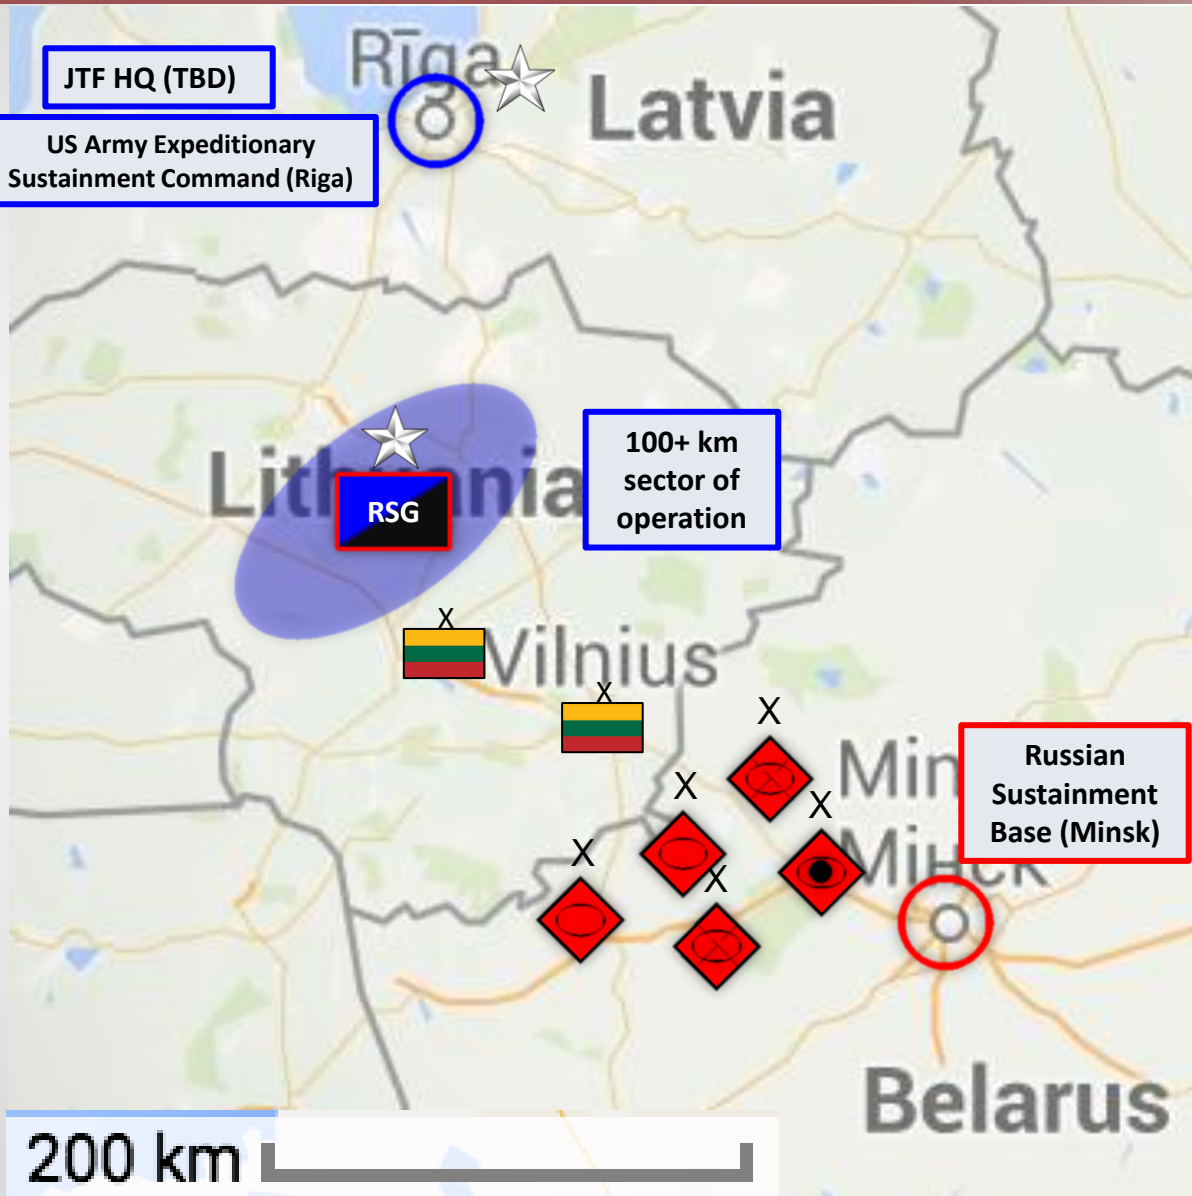 Rīga
JTF HQ (TBD)
Latvia
US Army Expeditionary
Sustainment Command (Riga)
100+ km
sector of
operation
Lithuania
RSG
X
Vilnius
X
X
X
X
X
X
Russian
Sustainment
Base (Minsk)
Belarus
200 km